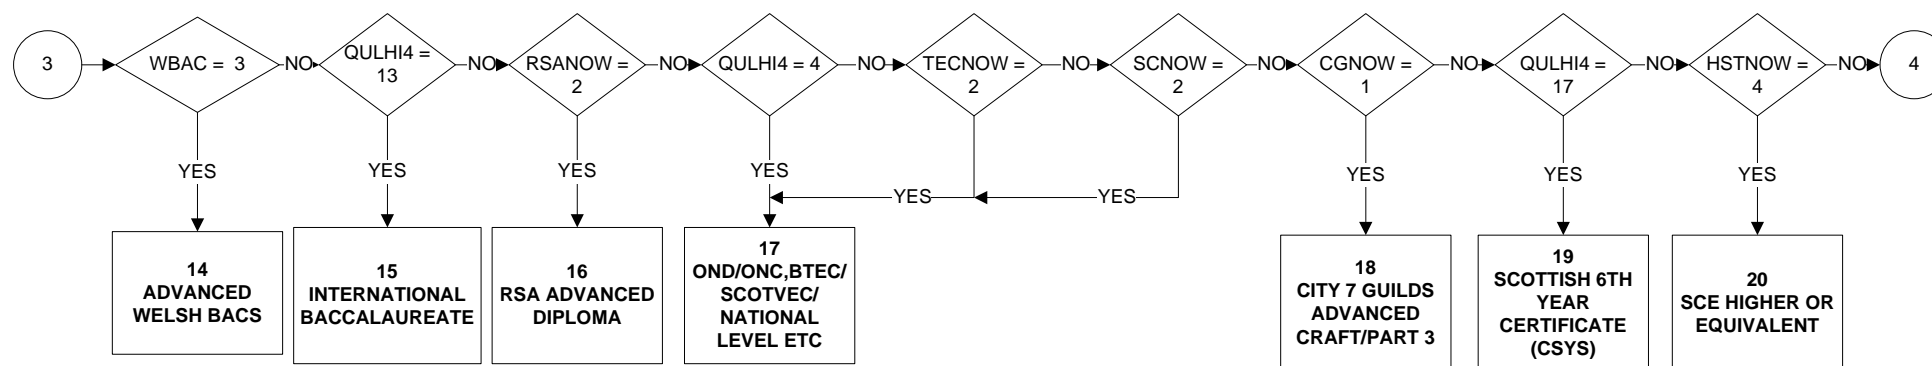 3
WBAC = 3
NO
QULHI4 =
13
NO
RSANOW =
2
NO
QULHI4 = 4
NO
TECNOW =
2
NO
SCNOW =
2
NO
CGNOW =
1
NO
QULHI4 =
17
NO
HSTNOW =
4
NO
4
YES
YES
YES
YES
YES
YES
YES
YES
YES
14
ADVANCED
WELSH BACS
15
INTERNATIONAL
BACCALAUREATE
16
RSA ADVANCED
DIPLOMA
17
OND/ONC,BTEC/
SCOTVEC/
NATIONAL
LEVEL ETC
18
CITY 7 GUILDS
ADVANCED
CRAFT/PART 3
19
SCOTTISH 6TH
YEAR
CERTIFICATE
(CSYS)
20
SCE HIGHER OR
EQUIVALENT